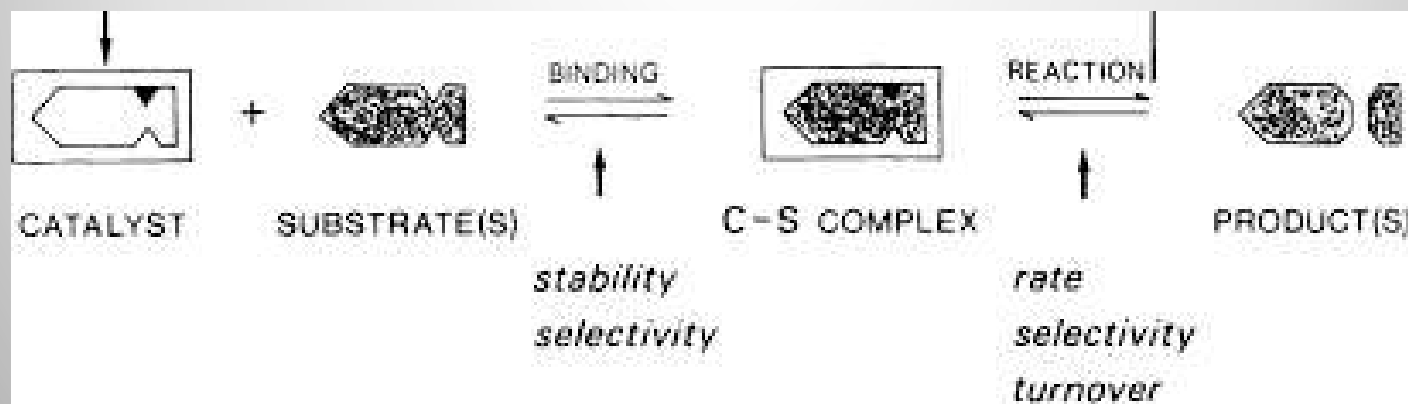 BINDING
REACTION
+
CATALYST
SUBSTRATE(S)
C-S COMPLEX
PRODUCT(S)
stability
rate
selectivity
selectivity
turnover